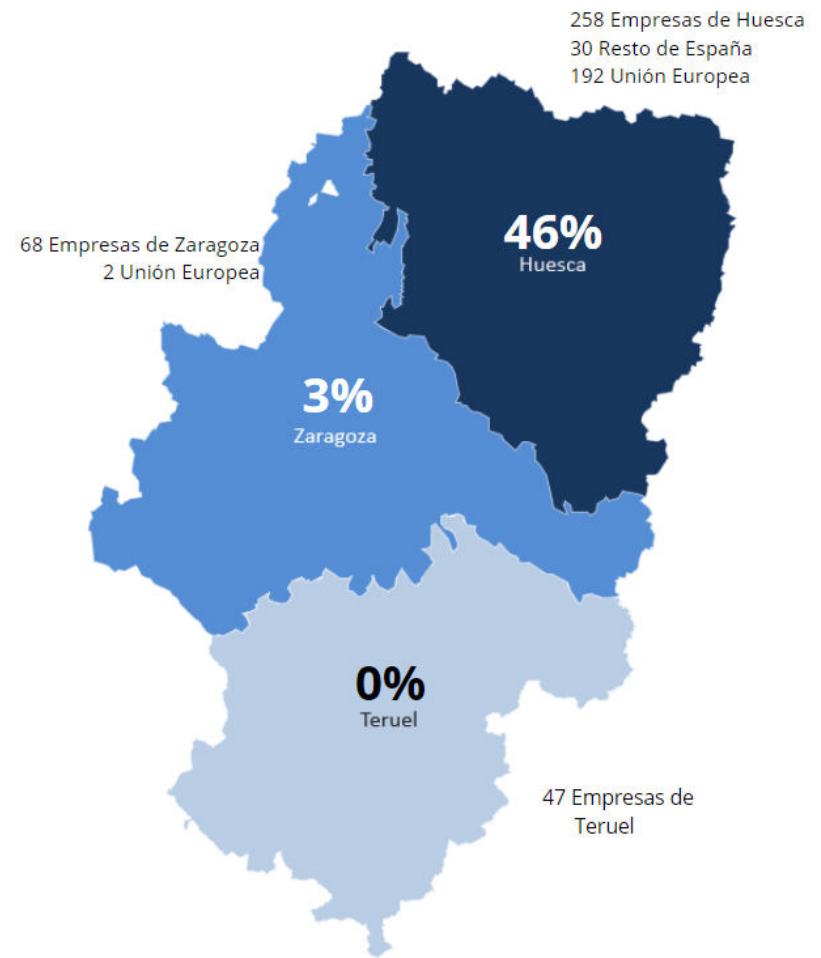 258 Empresas de Huesca
30 Resto de España
192 Unión Europea
46%
Huesca
68 Empresas de Zaragoza
2 Unión Europea
3%
Zaragoza
0%
Teruel
47 Empresas de
Teruel